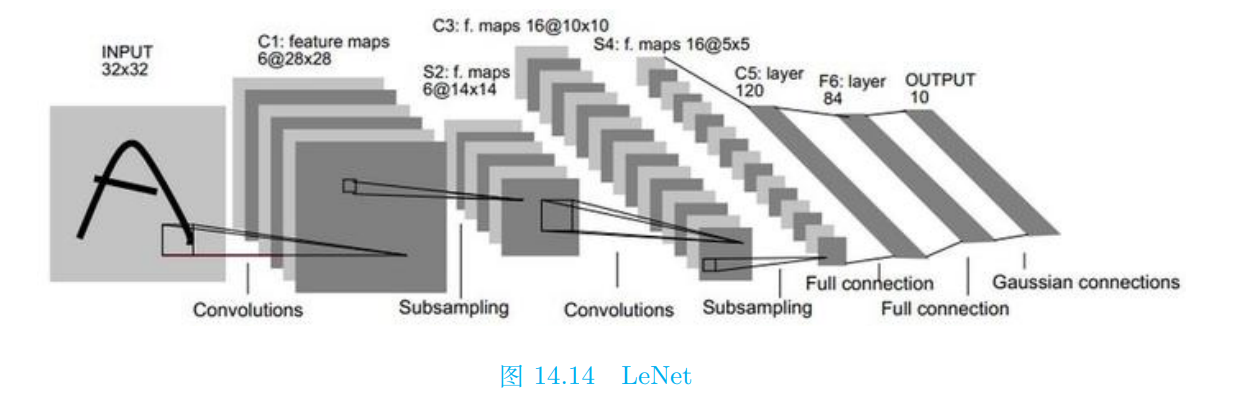 INPUT
32x32
C1: feature maps
6@28x28
S2: f. maps
6@14x14
C3: f. maps 16@10x10
S4: f. maps 16@5x5
C5: layer
120
F6: layer
84
OUTPUT
10
Convolutions
Subsampling
Convolutions
Subsampling
Full connection
Full connection
Gaussian connections
图 14.14 LeNet